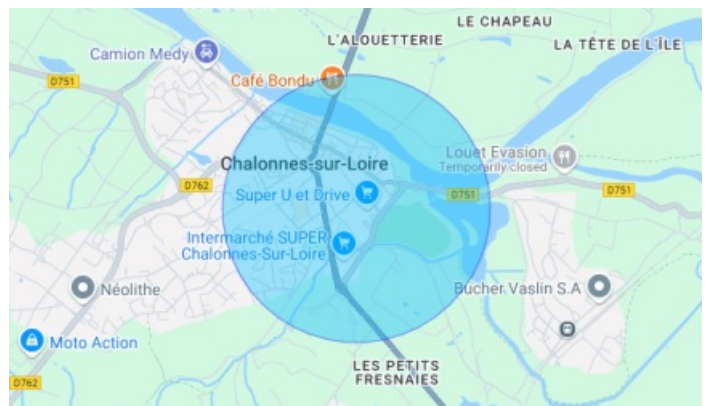 LE CHAPEAU
L'ALOUETTERIE
LA TÊTE DE L'ÎLE
Camion Medy
D751
Café Bondu
Chalonnes-sur-Loire
Louet Evasion
Temporarily closed
D762
Super U et Drive
D751
D751
Intermarché SUPER
Chalonnes-Sur-Loire
Néolithe
Bucher Vaslin S.A
Moto Action
LES PETITS
FRESNAIES
D762